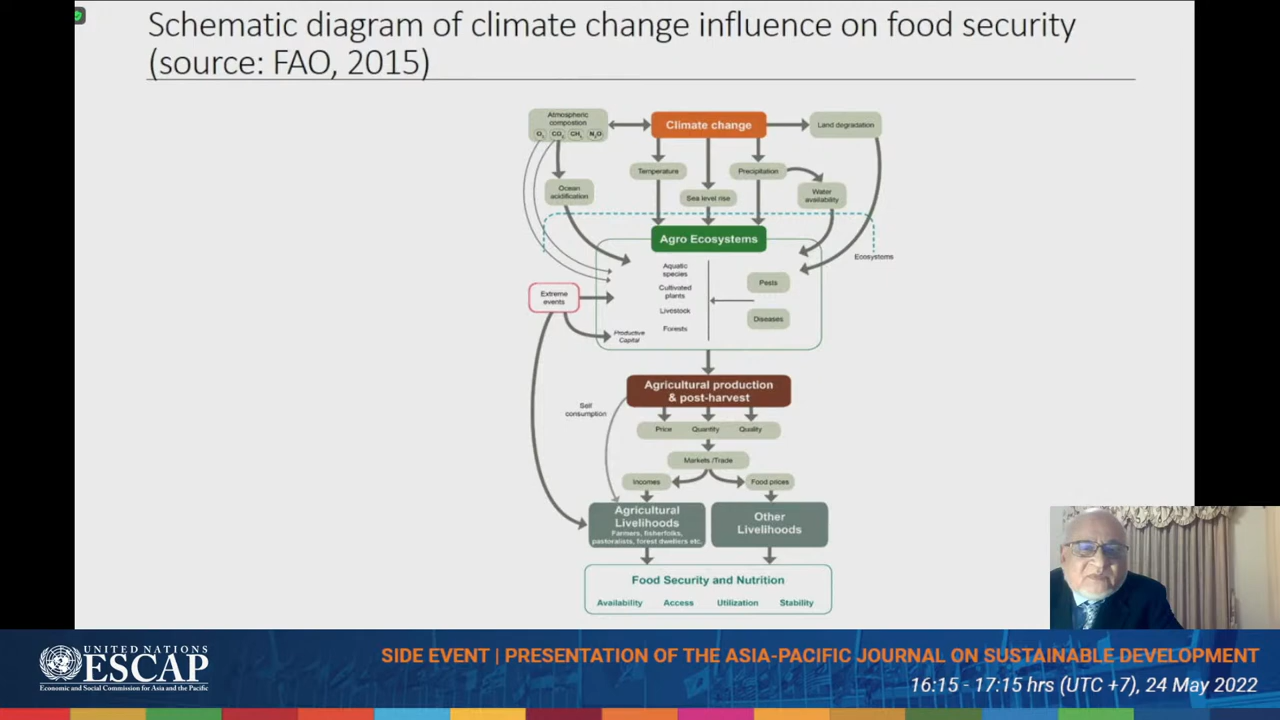 Schematic diagram of climate change influence on food security
(source: FAO, 2015)
Atmospheric
compostion
O₃ CO₂ CH₄ N₂O
Climate change
Land degradation
Temperature
Precipitation
Ocean
acidification
Sea level rise
Water
availability
Agro Ecosystems
Ecosystems
Aquatic
species
Cultivated
plants
Livestock
Forests
Pests
Diseases
Extreme
events
Productive
Capital
Agricultural production
& post-harvest
Self
consumption
Price Quantity Quality
Markets /Trade
Incomes
Food prices
Agricultural
Livelihoods
Farmers, fisherfolks,
pastoralists, forest dwellers etc.
Other
Livelihoods
Food Security and Nutrition
Availability Access Utilization Stability
UNITED NATIONS
ESCAP
Economic and Social Commission for Asia and the Pacific
SIDE EVENT | PRESENTATION OF THE ASIA-PACIFIC JOURNAL ON SUSTAINABLE DEVELOPMENT
16:15 - 17:15 hrs (UTC +7), 24 May 2022